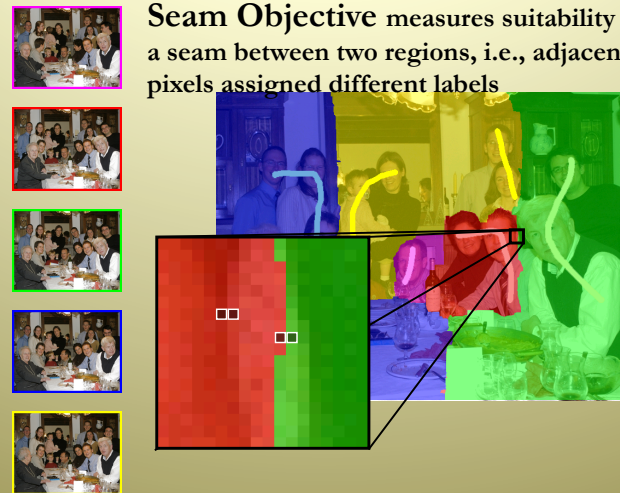 Seam Objective measures suitability
a seam between two regions, i.e., adjacen
pixels assigned different labels